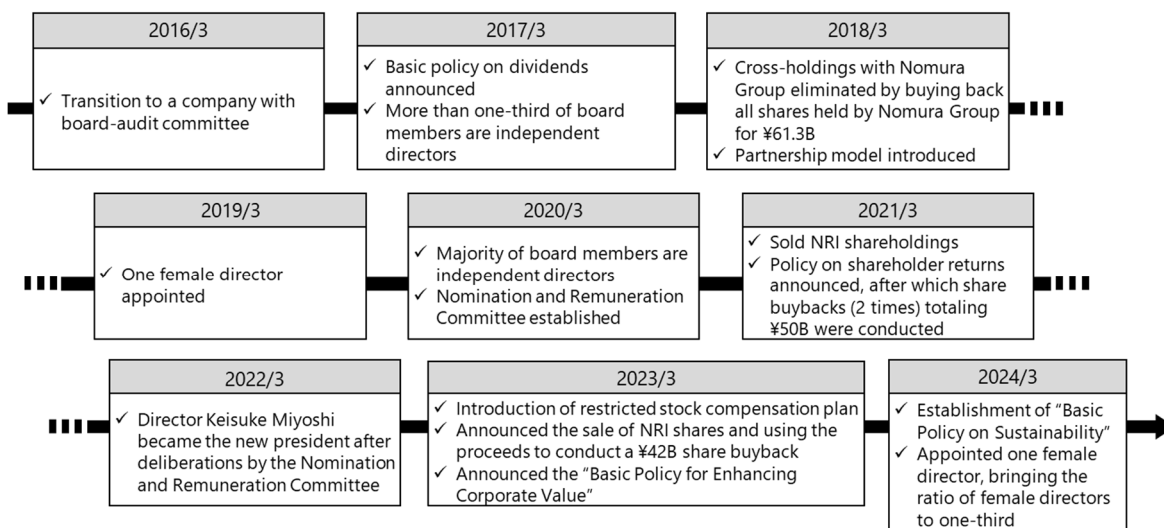 2016/3
✓ Transition to a company with
board-audit committee
2017/3
✓ Basic policy on dividends
announced
✓ More than one-third of board
members are independent
directors
2018/3
✓ Cross-holdings with Nomura
Group eliminated by buying back
all shares held by Nomura Group
for ¥61.3B
✓ Partnership model introduced
2019/3
✓ One female director
appointed
2020/3
✓ Majority of board members are
independent directors
✓ Nomination and Remuneration
Committee established
2021/3
✓ Sold NRI shareholdings
✓ Policy on shareholder returns
announced, after which share
buybacks (2 times) totaling
¥50B were conducted
2022/3
✓ Director Keisuke Miyoshi
became the new president after
deliberations by the Nomination
and Remuneration Committee
2023/3
✓ Introduction of restricted stock compensation plan
✓ Announced the sale of NRI shares and using the
proceeds to conduct a ¥42B share buyback
✓ Announced the “Basic Policy for Enhancing
Corporate Value”
2024/3
✓ Establishment of “Basic
Policy on Sustainability”
✓ Appointed one female
director, bringing the
ratio of female directors
to one-third